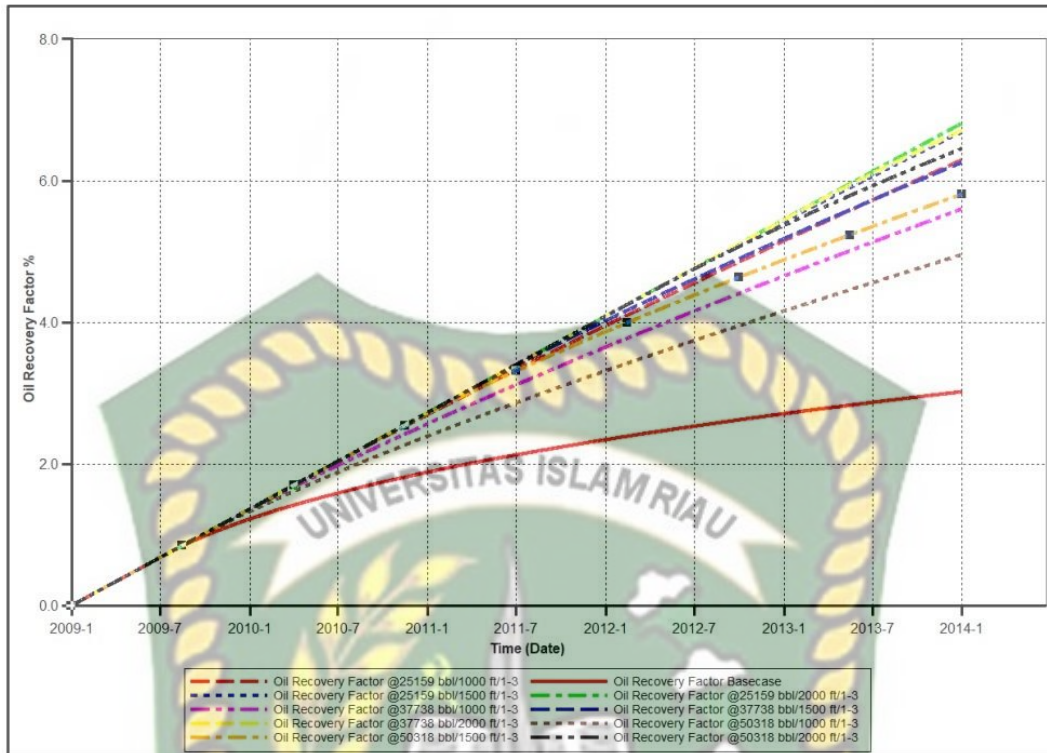 8.0
6.0
4.0
2.0
0.0
Oil Recovery Factor %
UNIVERSITAS ISLAM RIAU
2009-1 2009-7 2010-1 2010-7 2011-1 2011-7 2012-1 2012-7 2013-1 2013-7 2014-1
Time (Date)
Oil Recovery Factor @25159 bbl/1000 ft/1-3 Oil Recovery Factor Basecase
Oil Recovery Factor @25159 bbl/1500 ft/1-3 Oil Recovery Factor @25159 bbl/2000 ft/1-3
Oil Recovery Factor @37738 bbl/1000 ft/1-3 Oil Recovery Factor @37738 bbl/1500 ft/1-3
Oil Recovery Factor @37738 bbl/2000 ft/1-3 Oil Recovery Factor @50318 bbl/1000 ft/1-3
Oil Recovery Factor @50318 bbl/1500 ft/1-3 Oil Recovery Factor @50318 bbl/2000 ft/1-3